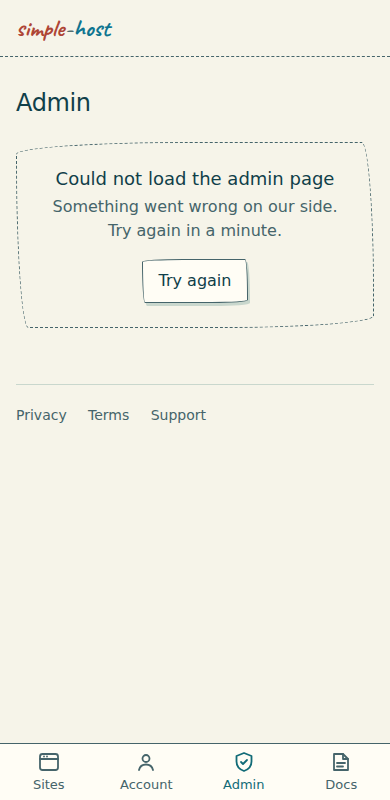 simple-host
Admin
Could not load the admin page
Something went wrong on our side.
Try again in a minute.
Try again
Privacy Terms Support
Sites Account Admin Docs